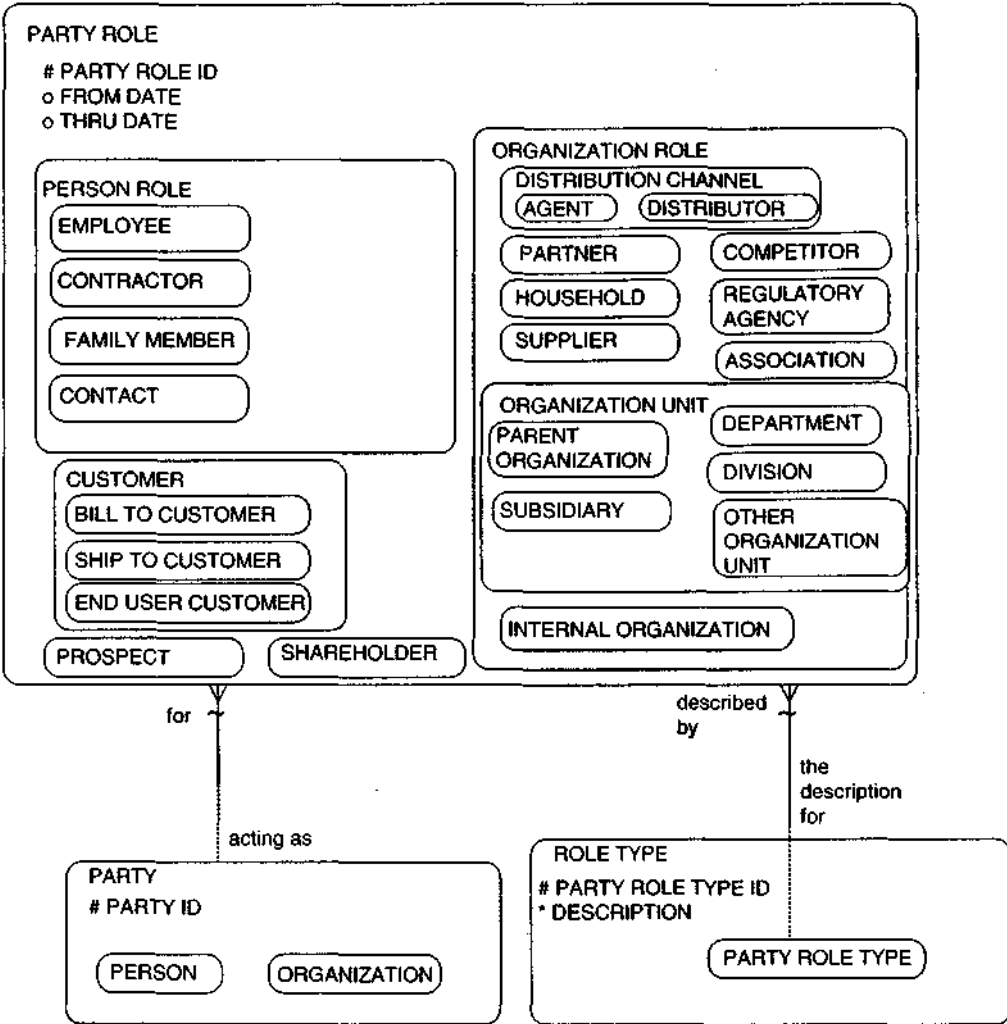 PARTY ROLE
# PARTY ROLE ID
o FROM DATE
o THRU DATE
PERSON ROLE
EMPLOYEE
CONTRACTOR
FAMILY MEMBER
CONTACT
CUSTOMER
BILL TO CUSTOMER
SHIP TO CUSTOMER
END USER CUSTOMER
PROSPECT
SHAREHOLDER
ORGANIZATION ROLE
DISTRIBUTION CHANNEL
AGENT
DISTRIBUTOR
PARTNER
HOUSEHOLD
SUPPLIER
COMPETITOR
REGULATORY
AGENCY
ASSOCIATION
ORGANIZATION UNIT
PARENT
ORGANIZATION
SUBSIDIARY
DEPARTMENT
DIVISION
OTHER
ORGANIZATION
UNIT
INTERNAL ORGANIZATION
for
acting as
described
by
the
description
for
PARTY
# PARTY ID
PERSON
ORGANIZATION
ROLE TYPE
# PARTY ROLE TYPE ID
* DESCRIPTION
PARTY ROLE TYPE